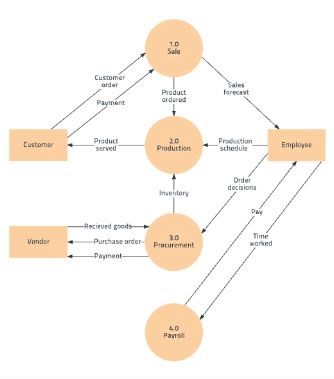 1.0
Sale
Customer
order
Payment
Sales
forecast
Product
ordered
Customer
Product
served
2.0
Production
Production
schedule
Employee
Order
decisions
Inventory
Pay
Recieved goods
Vendor
Purchase order
3.0
Procurement
Time
worked
Payment
4.0
Payroll